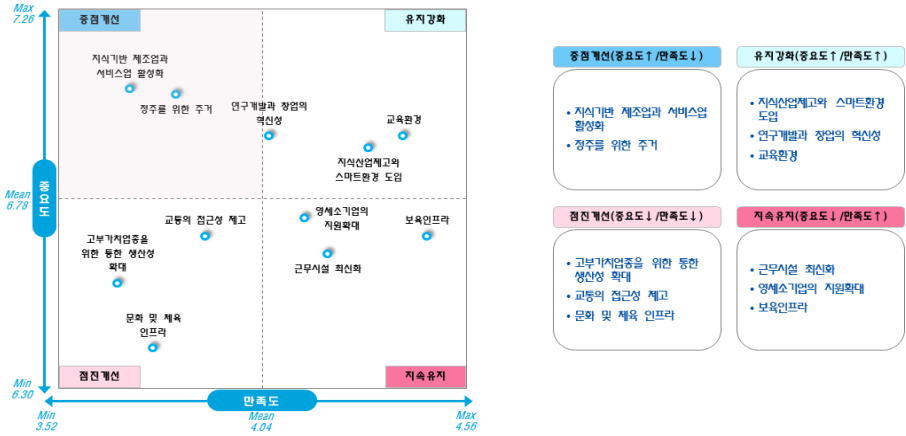 Max
7.26
중점개선
유지강화
지식기반 제조업과
서비스업 활성화
정주를 위한 주거
연구개발과 창업의
혁신성
교육환경
지식산업제고와
스마트환경 도입
중요도
Mean
6.78
교통의 접근성 제고
영세소기업의
지원확대
보육인프라
고부가치업종을
위한 통한 생산성
확대
근무시설 최신화
문화 및 체육
인프라
점진개선
지속유지
Min
6.30
만족도
Min
3.52
Mean
4.04
Max
4.56
중점개선(중요도↑/만족도↓)
• 지식기반 제조업과 서비스업
활성화
• 정주를 위한 주거
유지강화(중요도↑/만족도↑)
• 지식산업제고와 스마트환경
도입
• 연구개발과 창업의 혁신성
• 교육환경
점진개선(중요도↓/만족도↓)
• 고부가치업종을 위한 통한
생산성 확대
• 교통의 접근성 제고
• 문화 및 체육 인프라
지속유지(중요도↓/만족도↑)
• 근무시설 최신화
• 영세소기업의 지원확대
• 보육인프라